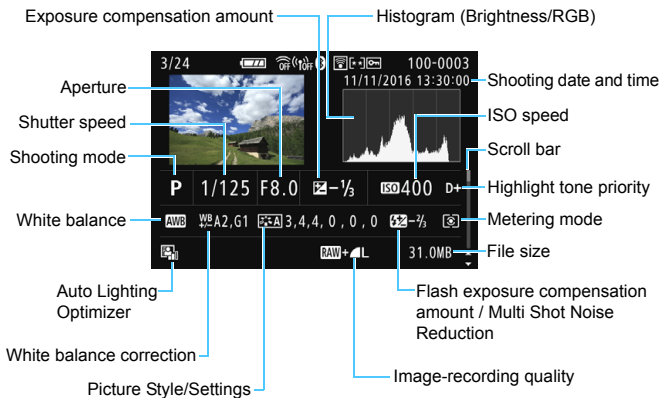 Exposure compensation amount
Histogram (Brightness/RGB)
3/24
OFF
OFF
100-0003
11/11/2016 13:30:00
Shooting date and time
Aperture
Shutter speed
Shooting mode
ISO speed
Scroll bar
P 1/125 F8.0 -⅓ ISO 400 D+
Highlight tone priority
White balance
AWB WB +/- A2,G1 A 3,4,4, 0 , 0 , 0 -⅔
Metering mode
RAW+ L 31.0MB
File size
Auto Lighting
Optimizer
Flash exposure compensation
amount / Multi Shot Noise
Reduction
White balance correction
Image-recording quality
Picture Style/Settings